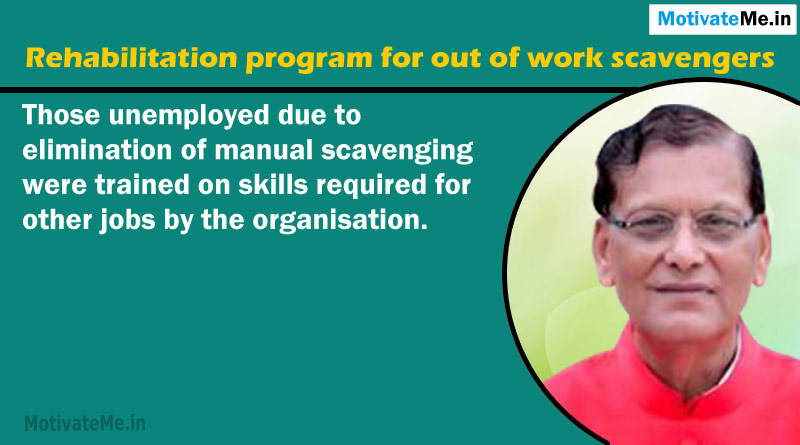 MotivateMe.in
Rehabilitation program for out of work scavengers
Those unemployed due to
elimination of manual scavenging
were trained on skills required for
other jobs by the organisation.
MotivateMe.in